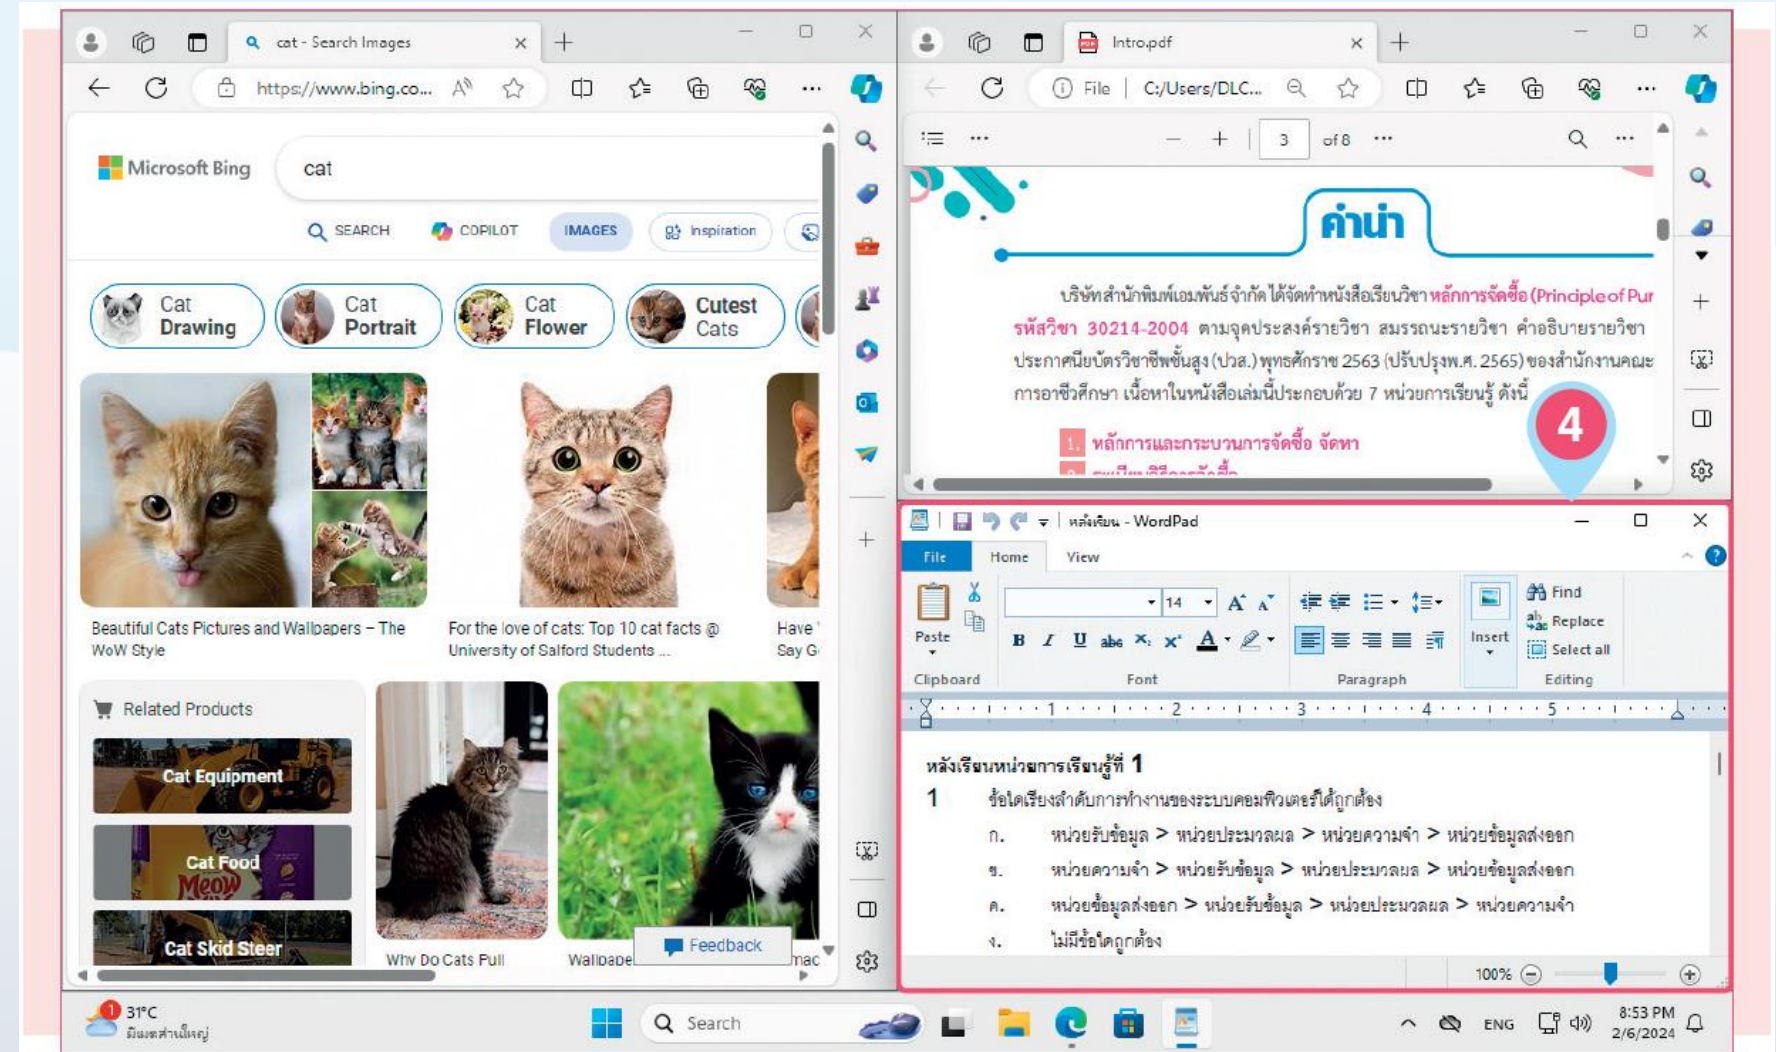 cat - Search Images
https://www.bing.co...
Microsoft Bing
cat
SEARCH COPILOT IMAGES Inspiration
Cat Drawing
Cat Portrait
Cat Flower
Cutest Cats
Beautiful Cats Pictures and Wallpapers – The
WoW Style
For the love of cats: Top 10 cat facts @
University of Salford Students ...
Have
Say G
Related Products
Cat Equipment
Cat Food
Meow
Cat Skid Steer
Why Do Cats Pull
Wallpape
mac
Feedback
Intro.pdf
File | C:/Users/DLC...
3 of 8
คำนำ
บริษัทสำนักพิมพ์เอมพันธ์ จำกัด ได้จัดทำหนังสือเรียนวิชา หลักการจัดซื้อ (Principle of Pur
รหัสวิชา 30214-2004 ตามจุดประสงค์รายวิชา สมรรถนะรายวิชา คำอธิบายรายวิชา
ประกาศนียบัตรวิชาชีพชั้นสูง (ปวส.) พุทธศักราช 2563 (ปรับปรุงพ.ศ. 2565) ของสำนักงานคณะ
การอาชีวศึกษา เนื้อหาในหนังสือเล่มนี้ประกอบด้วย 7 หน่วยการเรียนรู้ ดังนี้
1. หลักการและกระบวนการจัดซื้อ จัดหา
4
หลังเรียน - WordPad
File Home View
Paste
Clipboard
14
B I U abc X₂ X² A
Font
Paragraph
Insert
Find
Replace
Select all
Editing
1 2 3 4 5
หลังเรียนหน่วยการเรียนรู้ที่ 1
1 ข้อใดเรียงลำดับการทำงานของระบบคอมพิวเตอร์ได้ถูกต้อง
ก. หน่วยรับข้อมูล > หน่วยประมวลผล > หน่วยความจำ > หน่วยข้อมูลส่งออก
ข. หน่วยความจำ > หน่วยรับข้อมูล > หน่วยประมวลผล > หน่วยข้อมูลส่งออก
ค. หน่วยข้อมูลส่งออก > หน่วยรับข้อมูล > หน่วยประมวลผล > หน่วยความจำ
ง. ไม่มีข้อใดถูกต้อง
100%
1
31°C
มีแดดส่วนใหญ่
Search
ENG
8:53 PM
2/6/2024